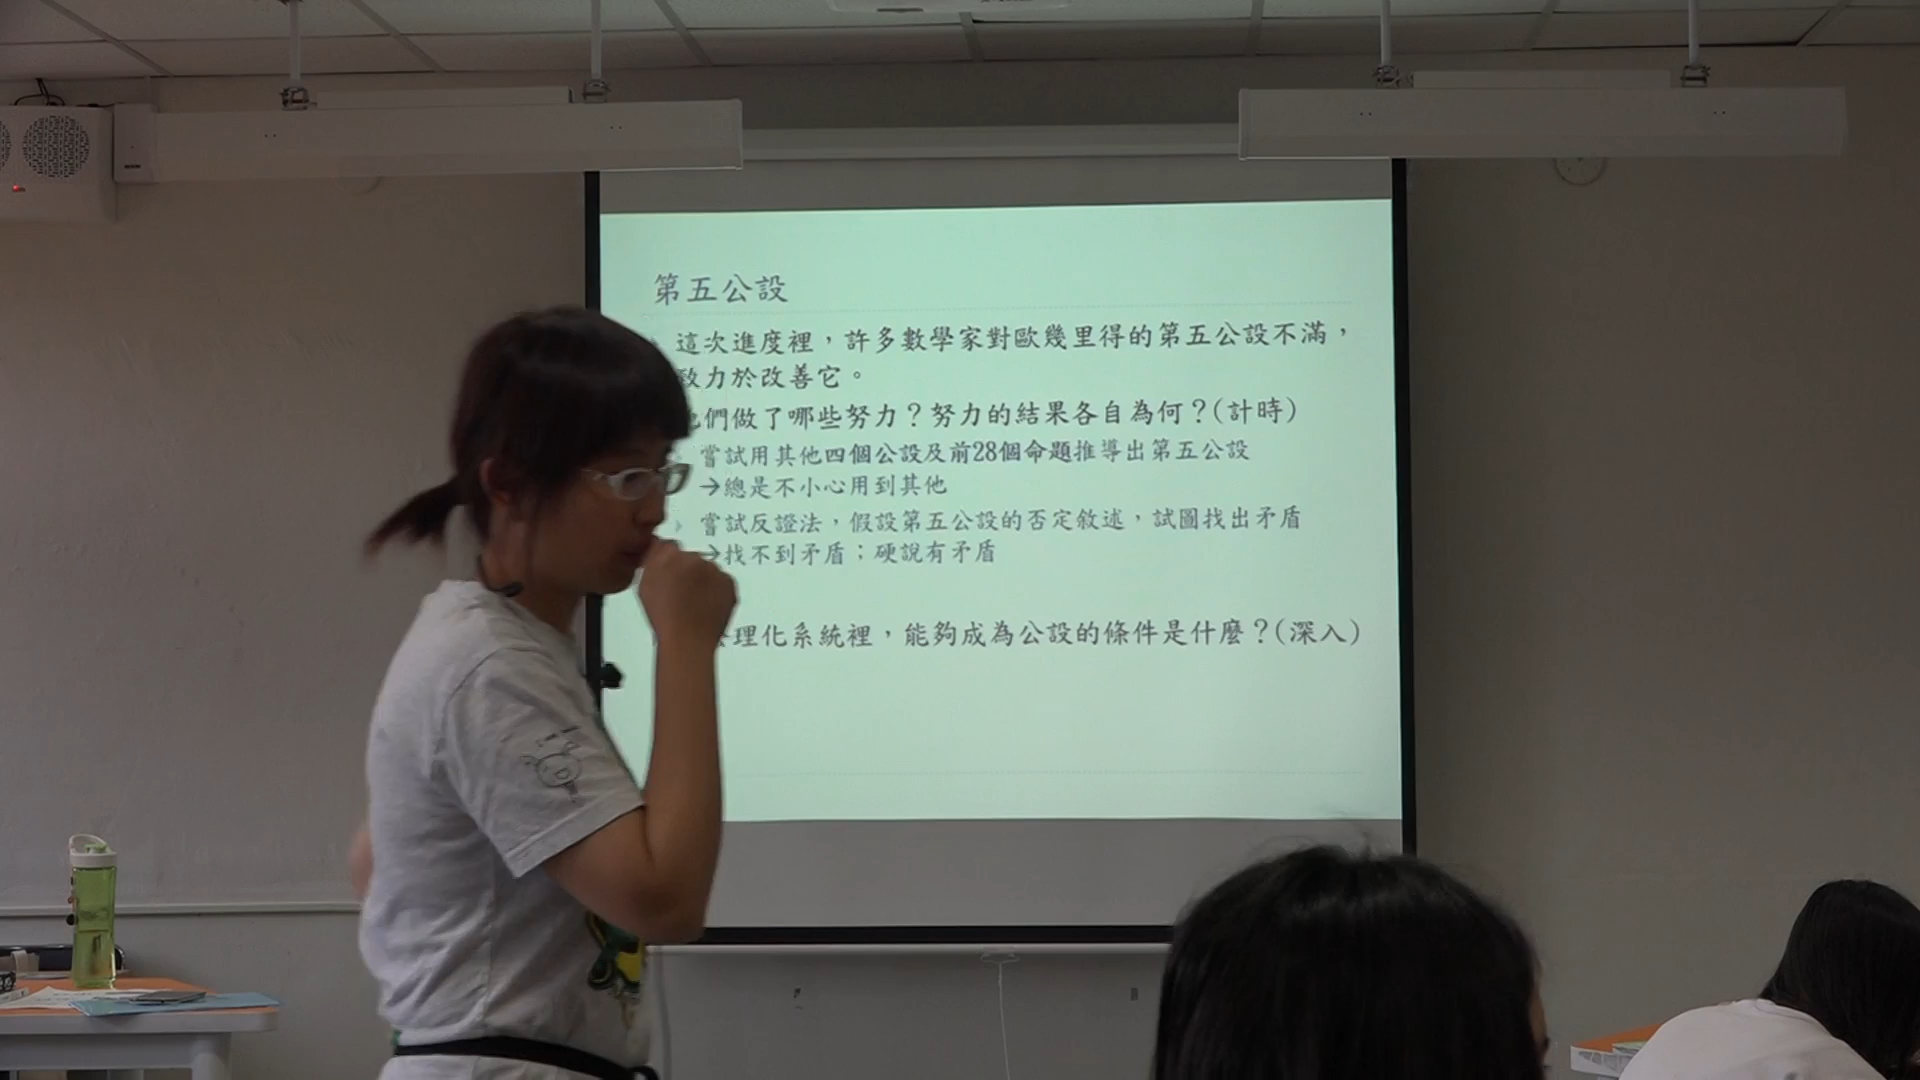 第五公設
這次進度裡，許多數學家對歐幾里得的第五公設不滿，
致力於改善它。
他們做了哪些努力？努力的結果各自為何？(計時)
嘗試用其他四個公設及前28個命題推導出第五公設
→總是不小心用到其他
嘗試反證法，假設第五公設的否定敘述，試圖找出矛盾
→找不到矛盾；硬說有矛盾
理化系統裡，能夠成為公設的條件是什麼？(深入)